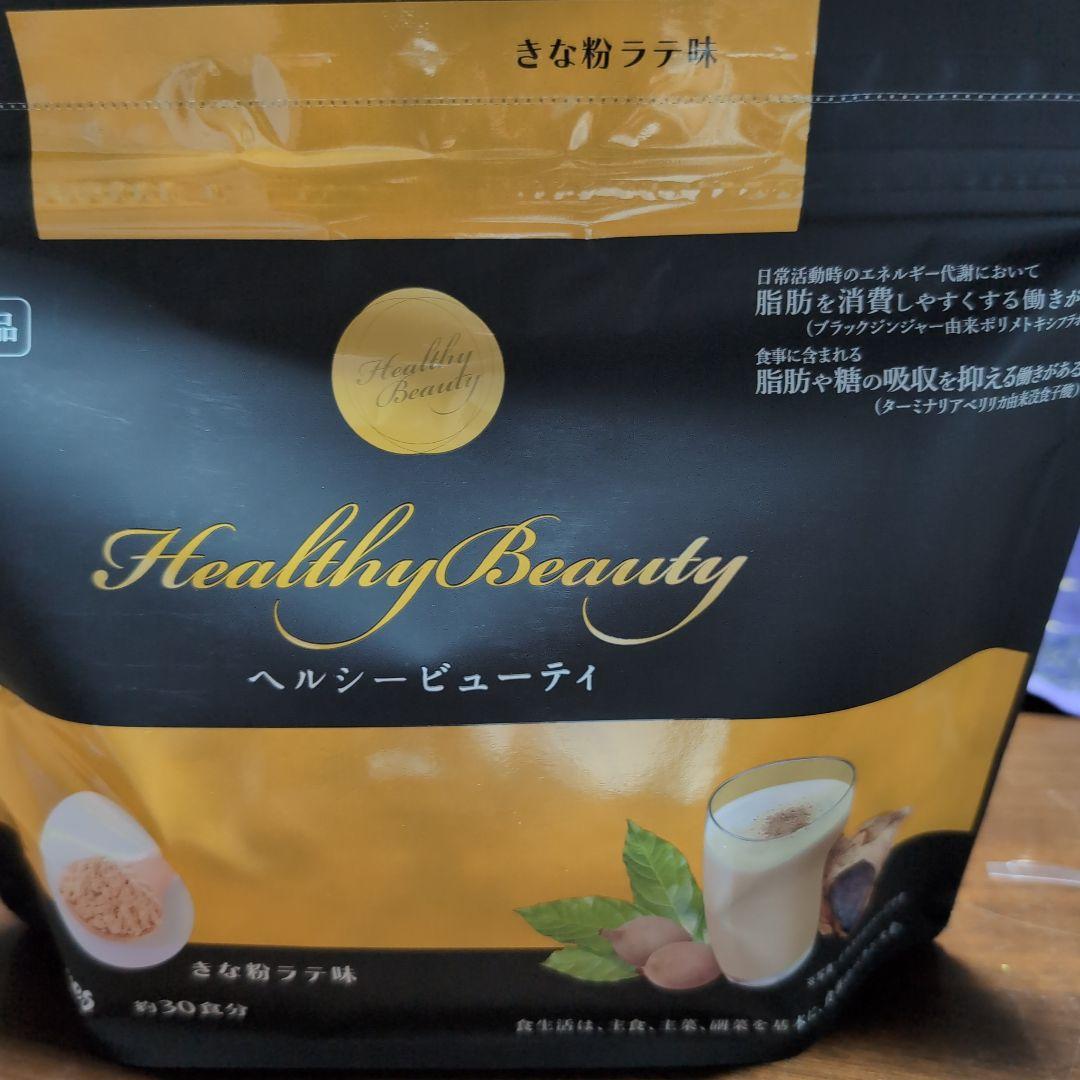 きな粉ラテ味
品
日常活動時のエネルギー代謝において
脂肪を消費しやすくする働きが
(ブラックジンジャー由来ポリメトキシフラボ
食事に含まれる
脂肪や糖の吸収を抑える働きがある
(ターミナリアベリリカ由来没食子酸)
Healthy
Beauty
Healthy Beauty
ヘルシービューティ
きな粉ラテ味
約30食分
食生活は、主食、主菜、副菜を基本に、